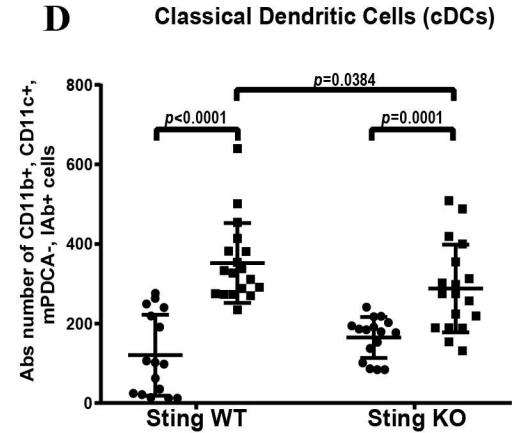 D
Classical Dendritic Cells (cDCs)
Abs number of CD11b+, CD11c+,
mPDCA-, IAb+ cells
800
600
400
200
0
p=0.0384
p<0.0001
p=0.0001
Sting WT
Sting KO